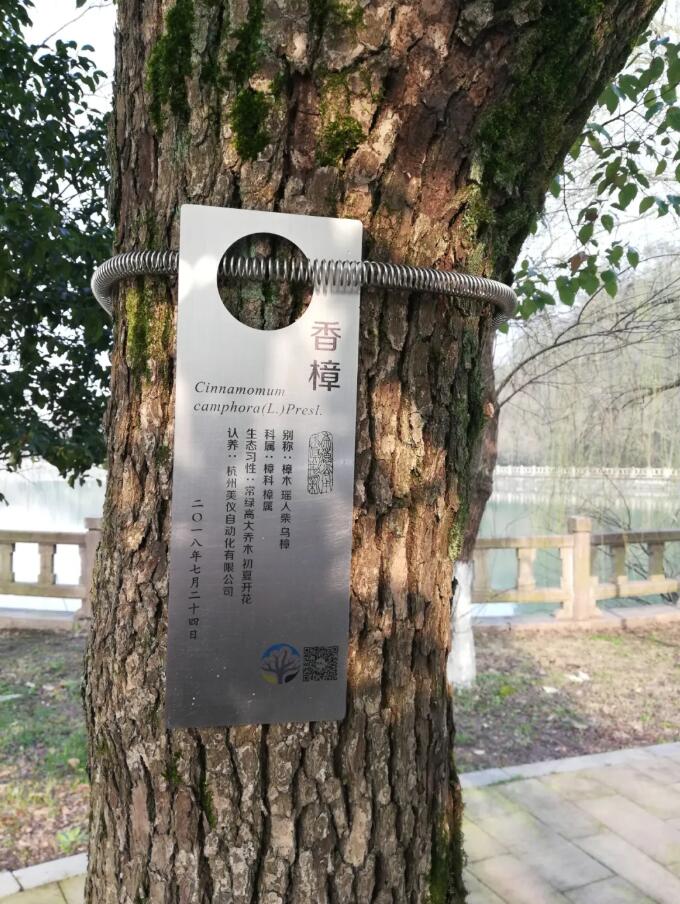 香樟
Cinnamomum
camphora(L.)Presl.
别称：樟木 瑶人柴 乌樟
科属：樟科 樟属
生态习性：常绿高大乔木 初夏开花
认养：杭州美仪自动化有限公司
二〇一八年七月二十四日